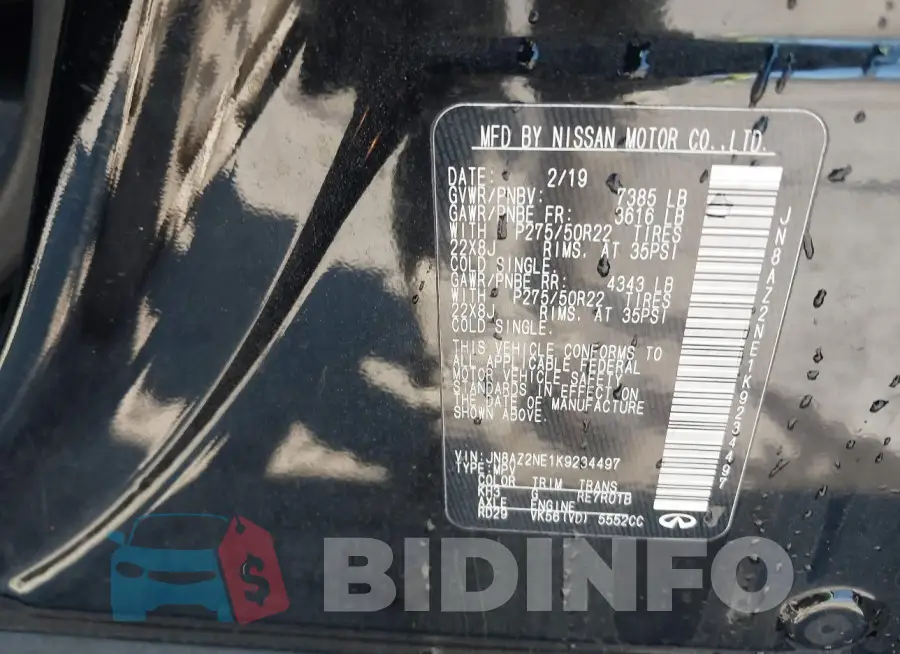 MFD BY NISSAN MOTOR CO.,LTD.
DATE: 2/19
GVWR/PNBV: 7385 LB
GAWR/PNBE FR: 3616 LB
WITH P275/50R22 TIRES
22X8J RIMS. AT 35PSI
COLD SINGLE.
GAWR/PNBE RR: 4343 LB
WITH P275/50R22 TIRES
22X8J RIMS. AT 35PSI
COLD SINGLE.
THIS VEHICLE CONFORMS TO
ALL APPLICABLE FEDERAL
MOTOR VEHICLE SAFETY
STANDARDS IN EFFECT ON
THE DATE OF MANUFACTURE
SHOWN ABOVE.
VIN: JN8AZ2NE1K9234497
TYPE: MPV
COLOR TRIM TRANS
KH3 G RE7R01B
AXLE ENGINE
RD29 VK56(VD) 5552CC
JN8AZ2NE1K9234497
BIDINFO